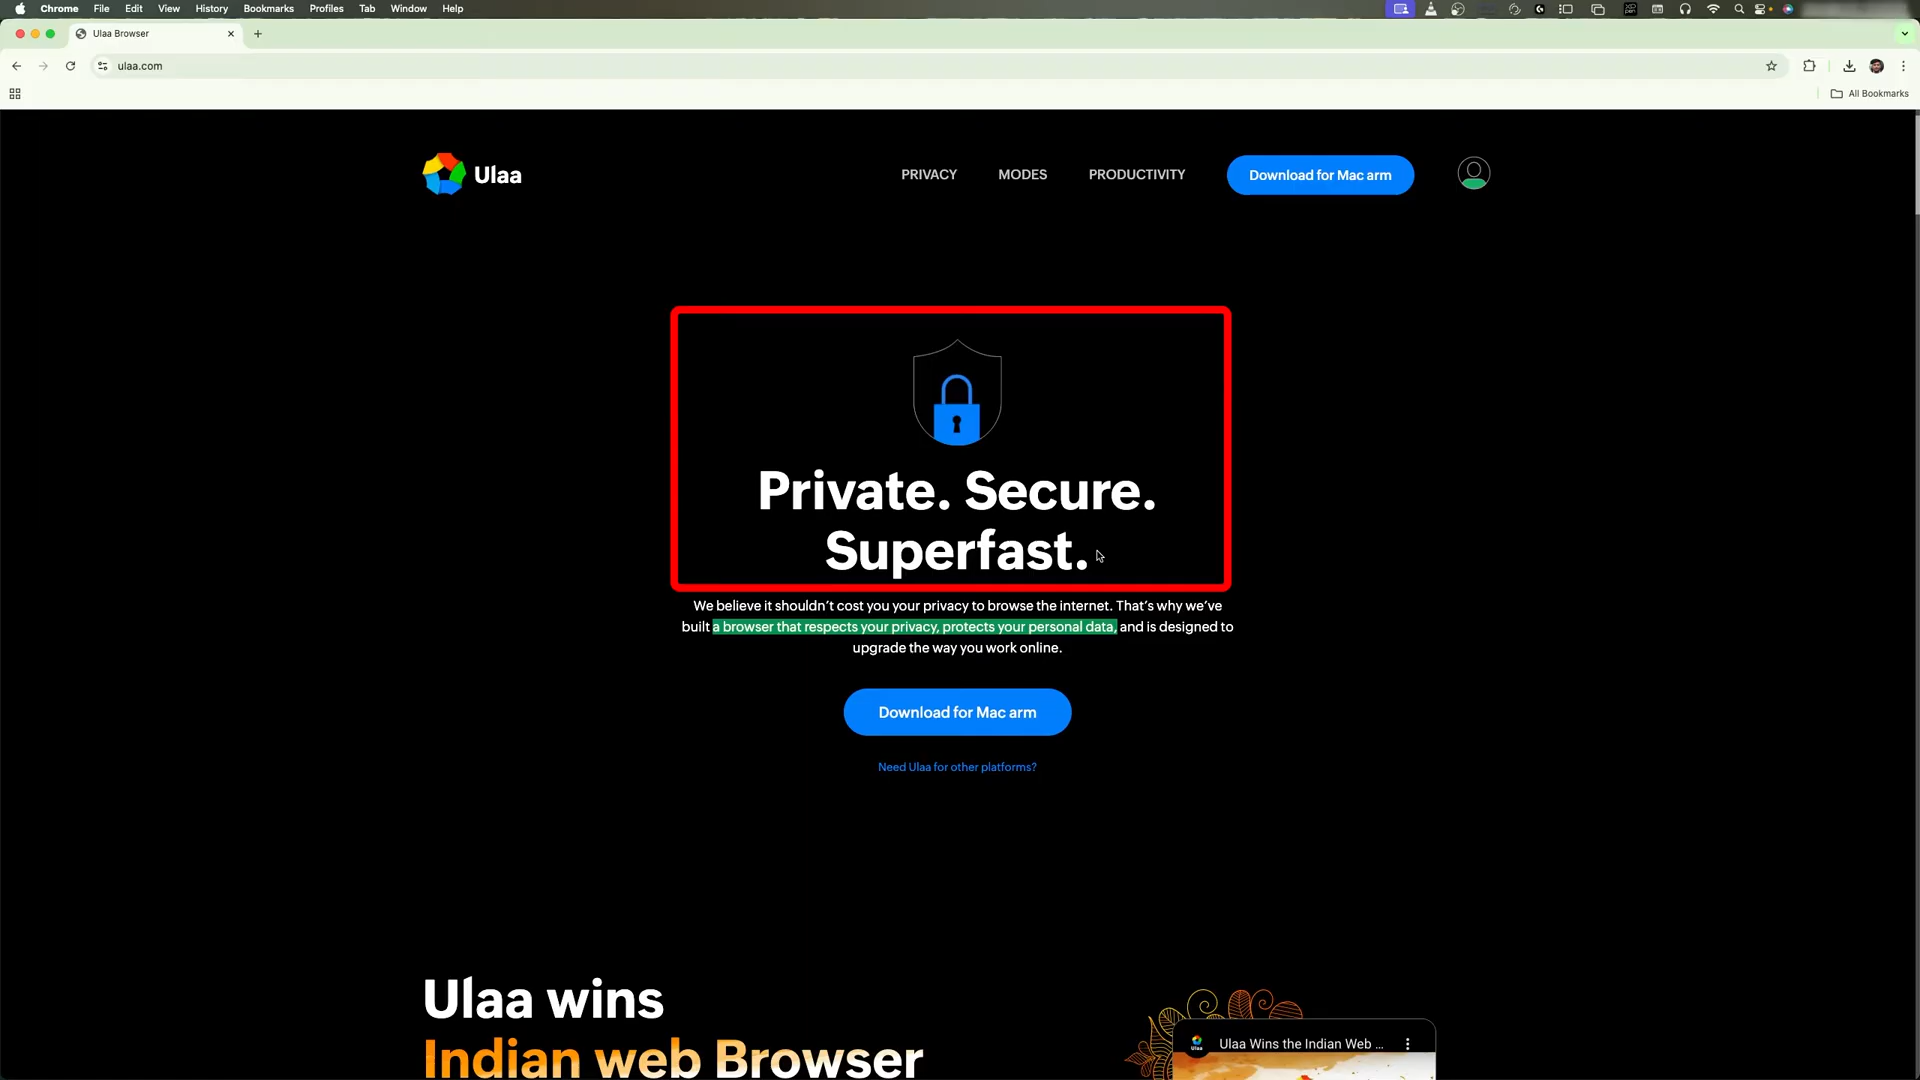 Chrome File Edit View History Bookmarks Profiles Tab Window Help
Ulaa Browser
ulaa.com
All Bookmarks
Ulaa
PRIVACY MODES PRODUCTIVITY Download for Mac arm
Private. Secure.
Superfast.
We believe it shouldn't cost you your privacy to browse the internet. That's why we've
built a browser that respects your privacy, protects your personal data, and is designed to
upgrade the way you work online.
Download for Mac arm
Need Ulaa for other platforms?
Ulaa wins
Indian web Browser
Ulaa Wins the Indian Web ...